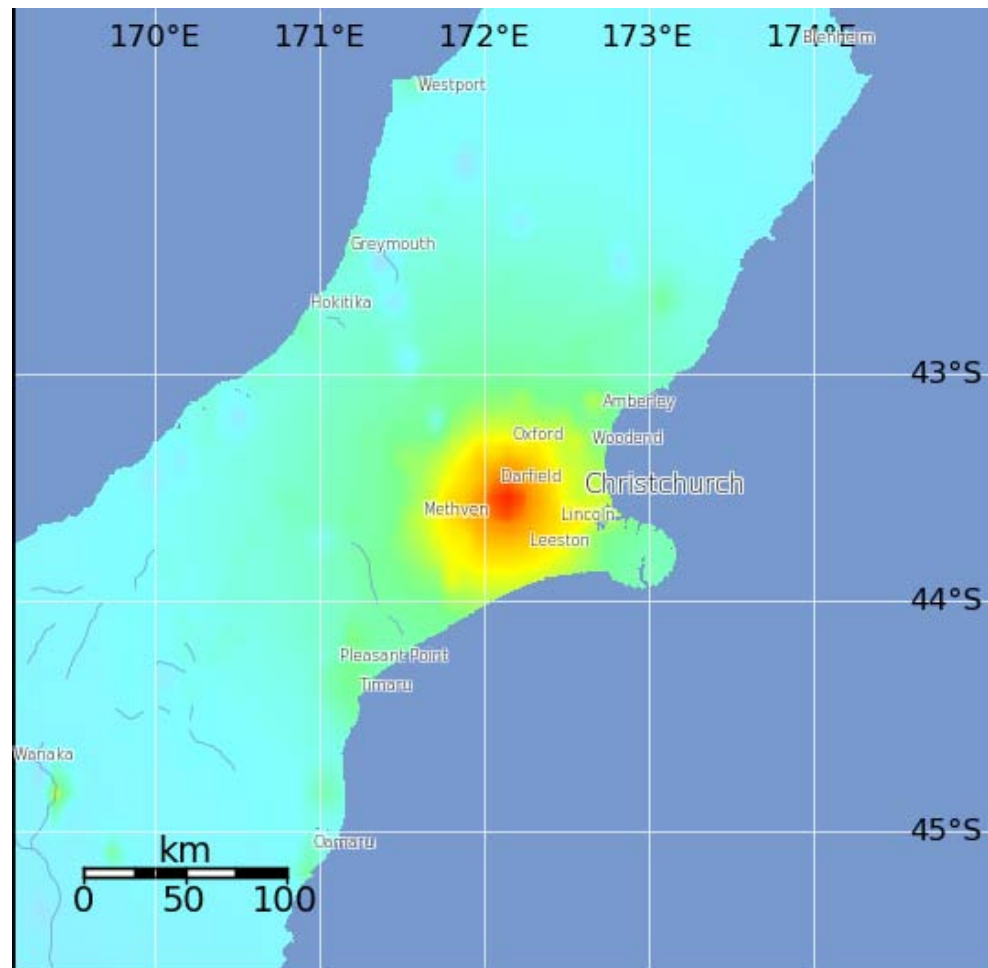 170°E 171°E 172°E 173°E 174°E
Blenheim
Westport
Greymouth
Hokitika
43°S
Amberley
Oxford
Woodend
Darfield
Christchurch
Methven
Lincoln
Leeston
44°S
Pleasant Point
Timaru
Wanaka
45°S
Oamaru
km
0 50 100